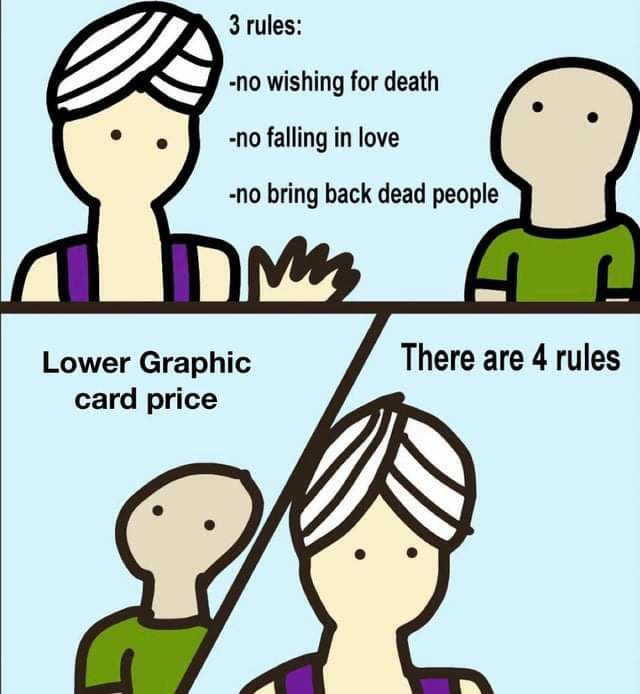 3 rules:
-no wishing for death
-no falling in love
-no bring back dead people
Lower Graphic
card price
There are 4 rules